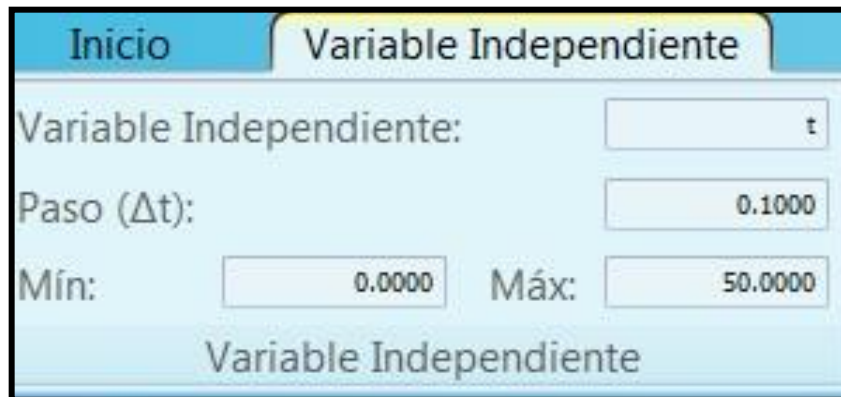 Inicio Variable Independiente
Variable Independiente: t
Paso (Δt): 0.1000
Mín: 0.0000 Máx: 50.0000
Variable Independiente